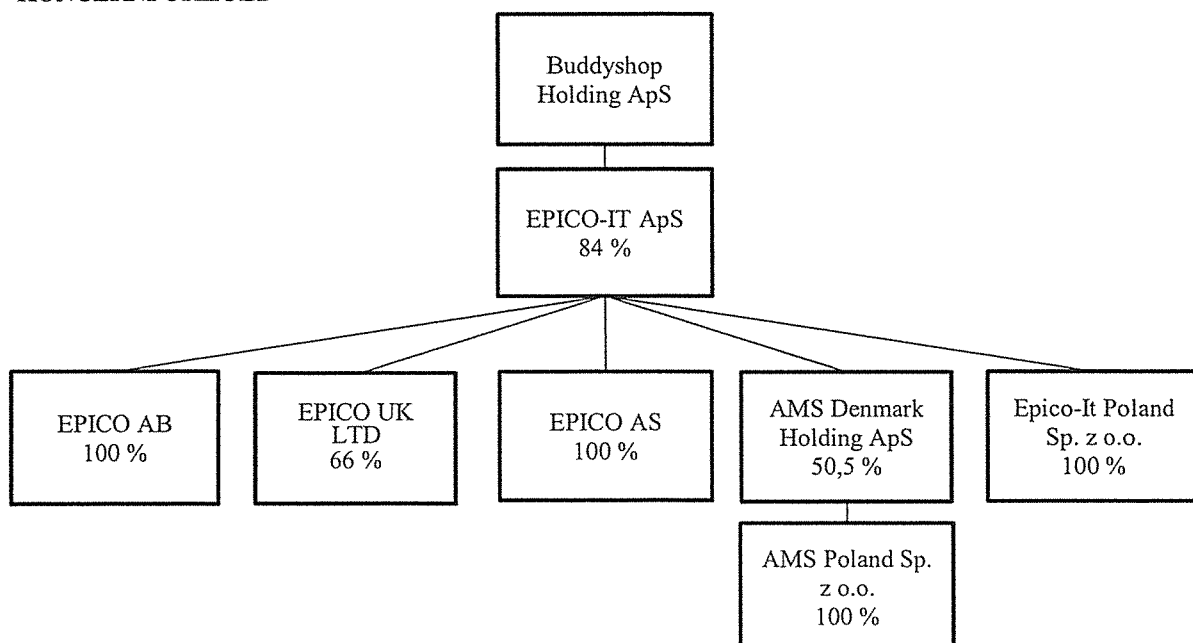 Buddyshop
Holding ApS
EPICO-IT ApS
84 %
EPICO AB
100 %
EPICO UK
LTD
66 %
EPICO AS
100 %
AMS Denmark
Holding ApS
50,5 %
Epico-It Poland
Sp. z o.o.
100 %
AMS Poland Sp.
z o.o.
100 %